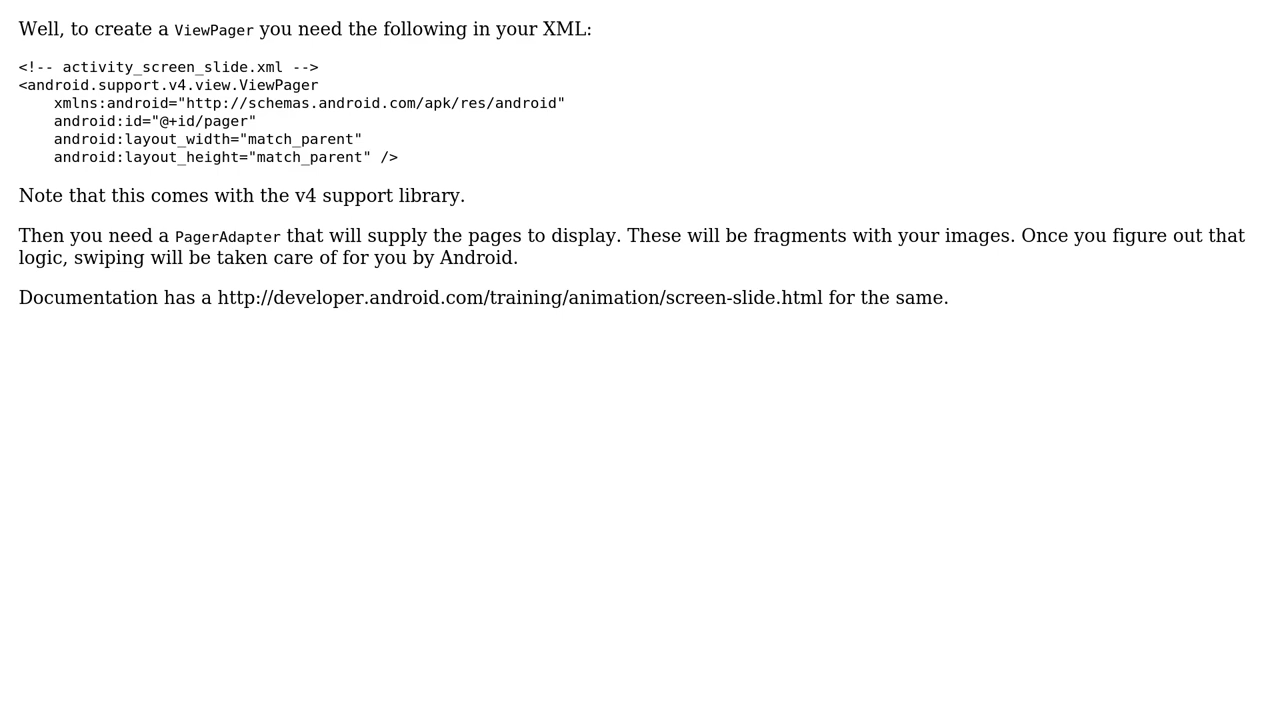 Well, to create a ViewPager you need the following in your XML:
<!-- activity_screen_slide.xml -->
<android.support.v4.view.ViewPager
    xmlns:android="http://schemas.android.com/apk/res/android"
    android:id="@+id/pager"
    android:layout_width="match_parent"
    android:layout_height="match_parent" />
Note that this comes with the v4 support library.
Then you need a PagerAdapter that will supply the pages to display. These will be fragments with your images. Once you figure out that
logic, swiping will be taken care of for you by Android.
Documentation has a http://developer.android.com/training/animation/screen-slide.html for the same.